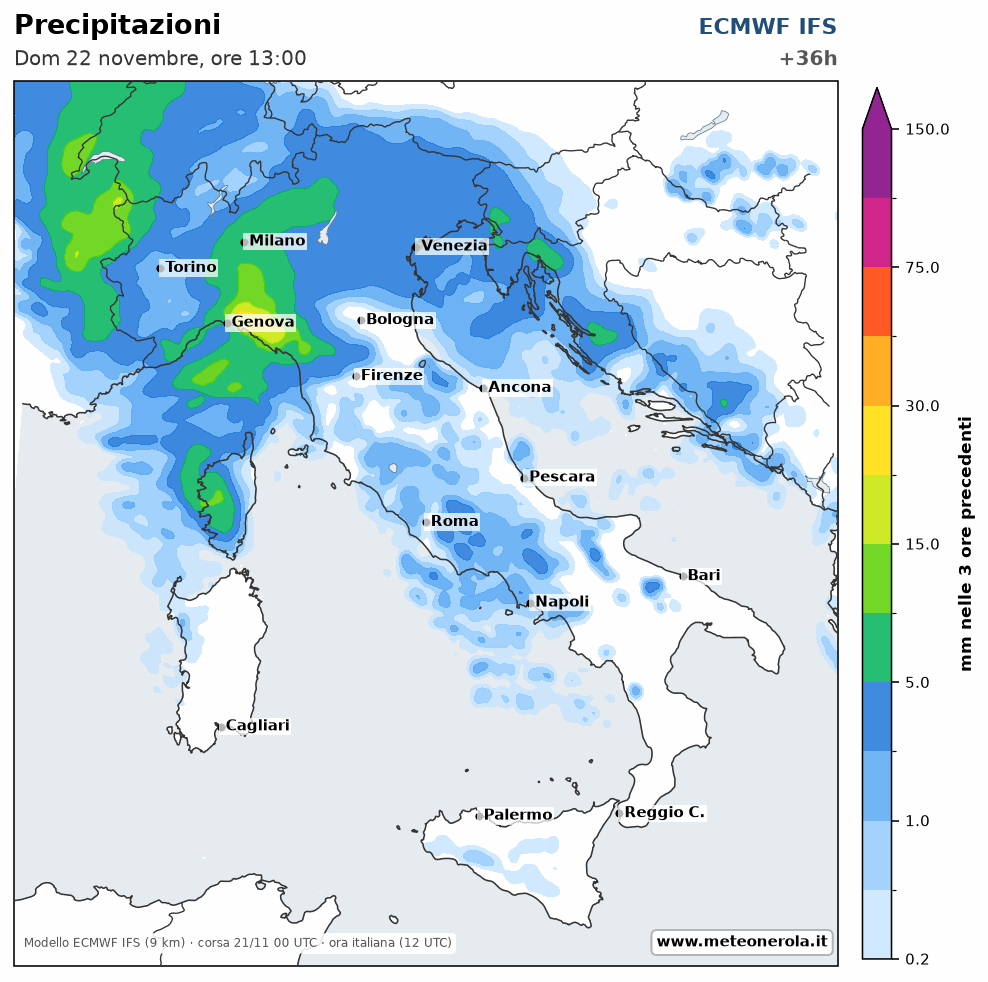 Precipitazioni
ECMWF IFS
Dom 22 novembre, ore 13:00
+36h
150.0
75.0
30.0
15.0
5.0
1.0
0.2
mm nelle 3 ore precedenti
Milano
Venezia
Torino
Genova
Bologna
Firenze
Ancona
Pescara
Roma
Bari
Napoli
Cagliari
Palermo
Reggio C.
Modello ECMWF IFS (9 km) · corsa 21/11 00 UTC · ora italiana (12 UTC)
www.meteonerola.it